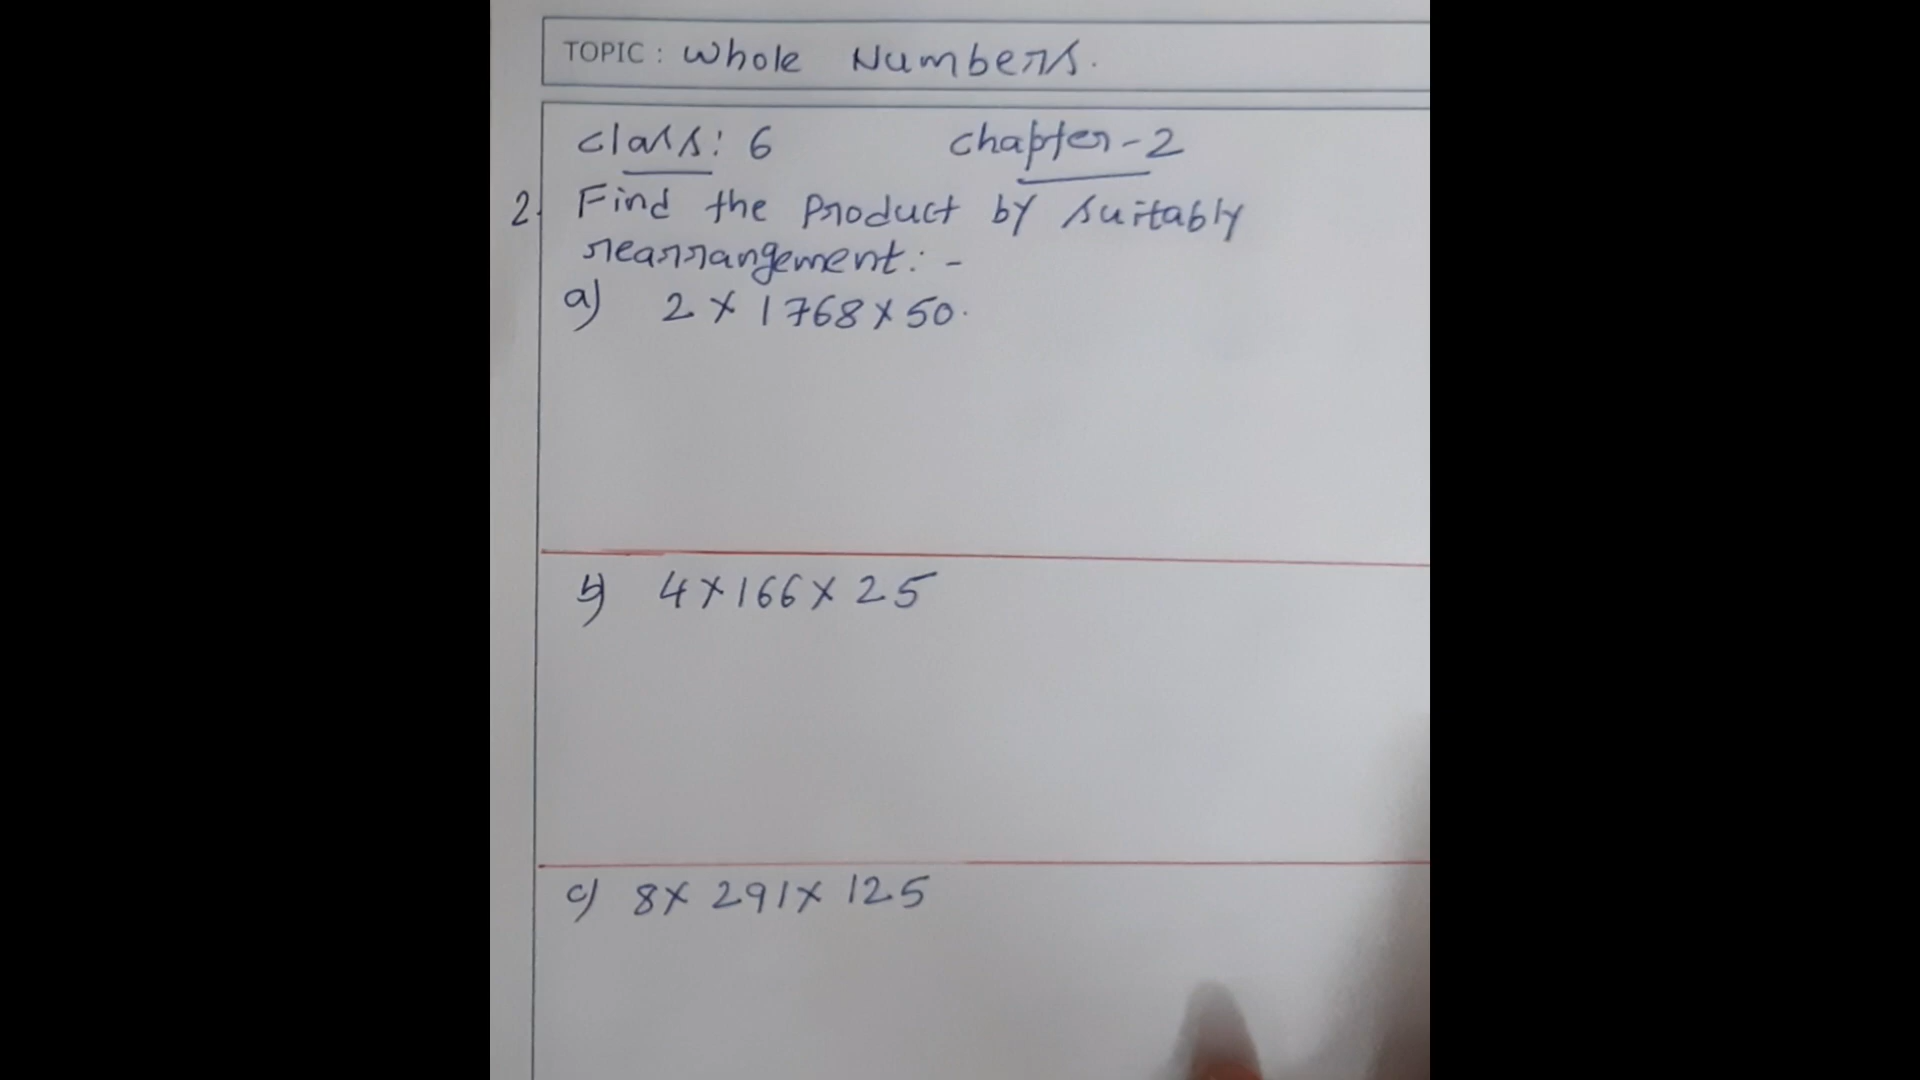 TOPIC : Whole Numbers.
Class: 6 Chapter-2
2. Find the Product by suitably
rearrangement: -
a) 2 × 1768 × 50.
b) 4 × 166 × 25
c) 8 × 291 × 125